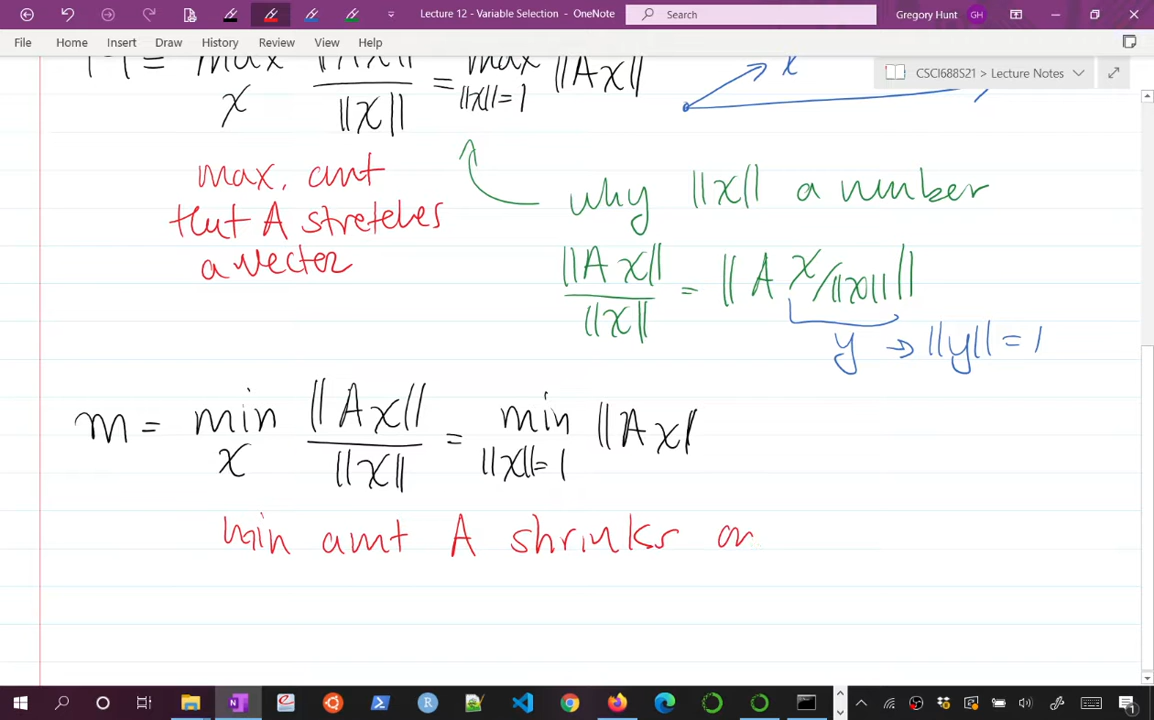 Lecture 12 - Variable Selection - OneNote
Search
Gregory Hunt
GH
File Home Insert Draw History Review View Help
CSCI688S21 > Lecture Notes
M = max ||Ax|| = max ||Ax||
x ||x|| ||x||=1
x
max. amt
that A stretches
a vector
why ||x|| a number
||Ax|| = ||A x/||x||||
||x||
y → ||y|| = 1
m = min ||Ax|| = min ||Ax|
x ||x|| ||x||=1
min amt A shrinks or